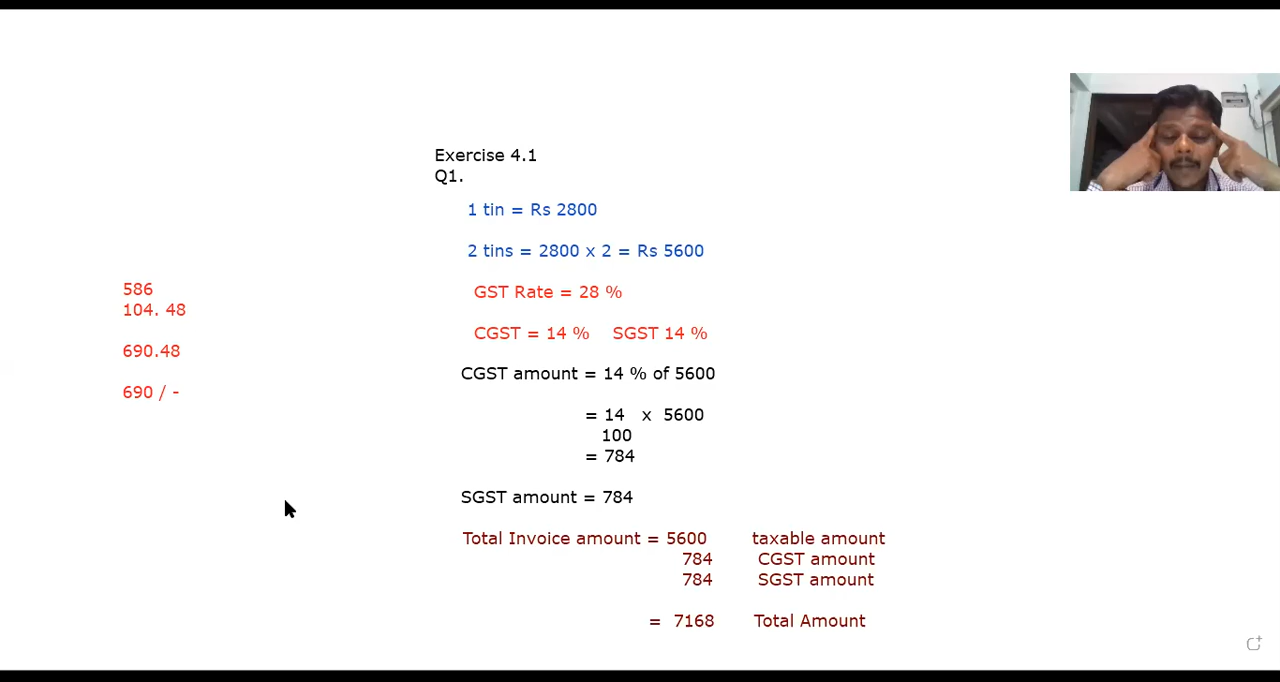 Exercise 4.1
Q1.
1 tin = Rs 2800
2 tins = 2800 x 2 = Rs 5600
GST Rate = 28 %
CGST = 14 % SGST 14 %
CGST amount = 14 % of 5600
= 14 x 5600
100
= 784
SGST amount = 784
Total Invoice amount = 5600 taxable amount
784 CGST amount
784 SGST amount
= 7168 Total Amount
586
104. 48
690.48
690 / -